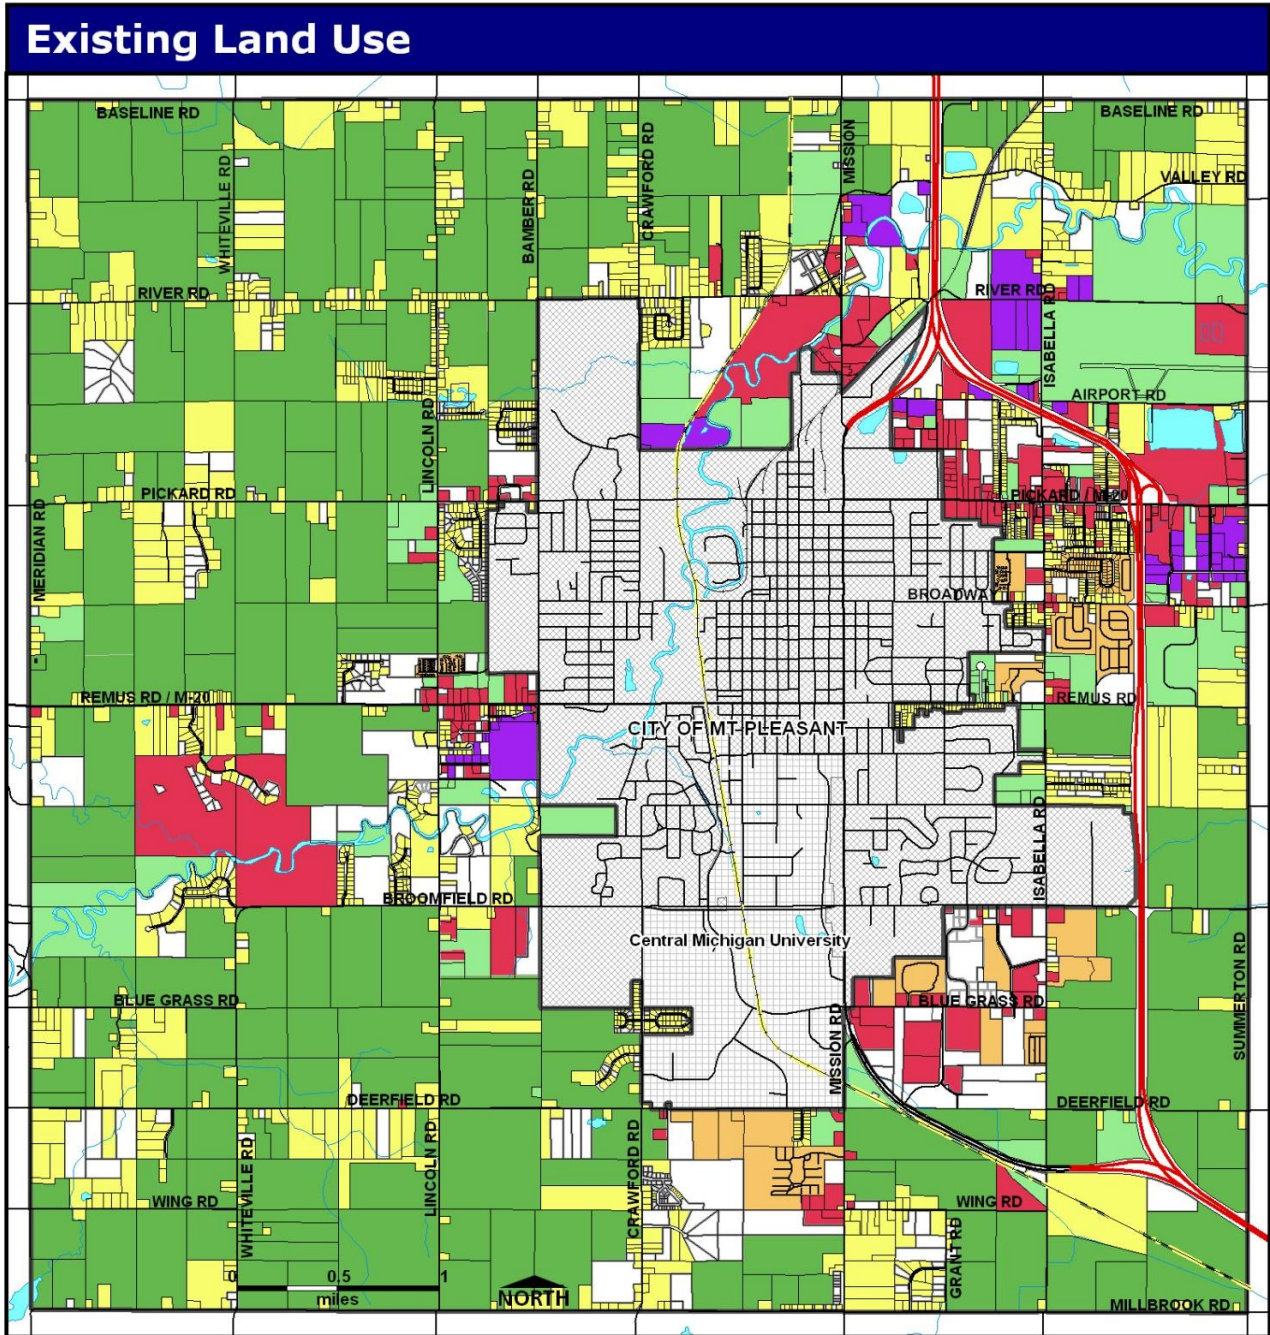 Existing Land Use
BASELINE RD
BASELINE RD
WHITEVILLE RD
BAMBER RD
CRAWFORD RD
MISSION
VALLEY RD
RIVER RD
RIVER RD
ISABELLA RD
AIRPORT RD
LINCOLN RD
PICKARD RD
PICKARD / M-20
MERIDIAN RD
BROADWAY
REMUS RD / M-20
REMUS RD
CITY OF MT PLEASANT
ISABELLA RD
BROOMFIELD RD
Central Michigan University
BLUE GRASS RD
BLUE GRASS RD
SUMMERTON RD
MISSION RD
DEERFIELD RD
DEERFIELD RD
WHITEVILLE RD
LINCOLN RD
CRAWFORD RD
WING RD
WING RD
GRANT RD
0 0.5 1
miles
NORTH
MILLBROOK RD